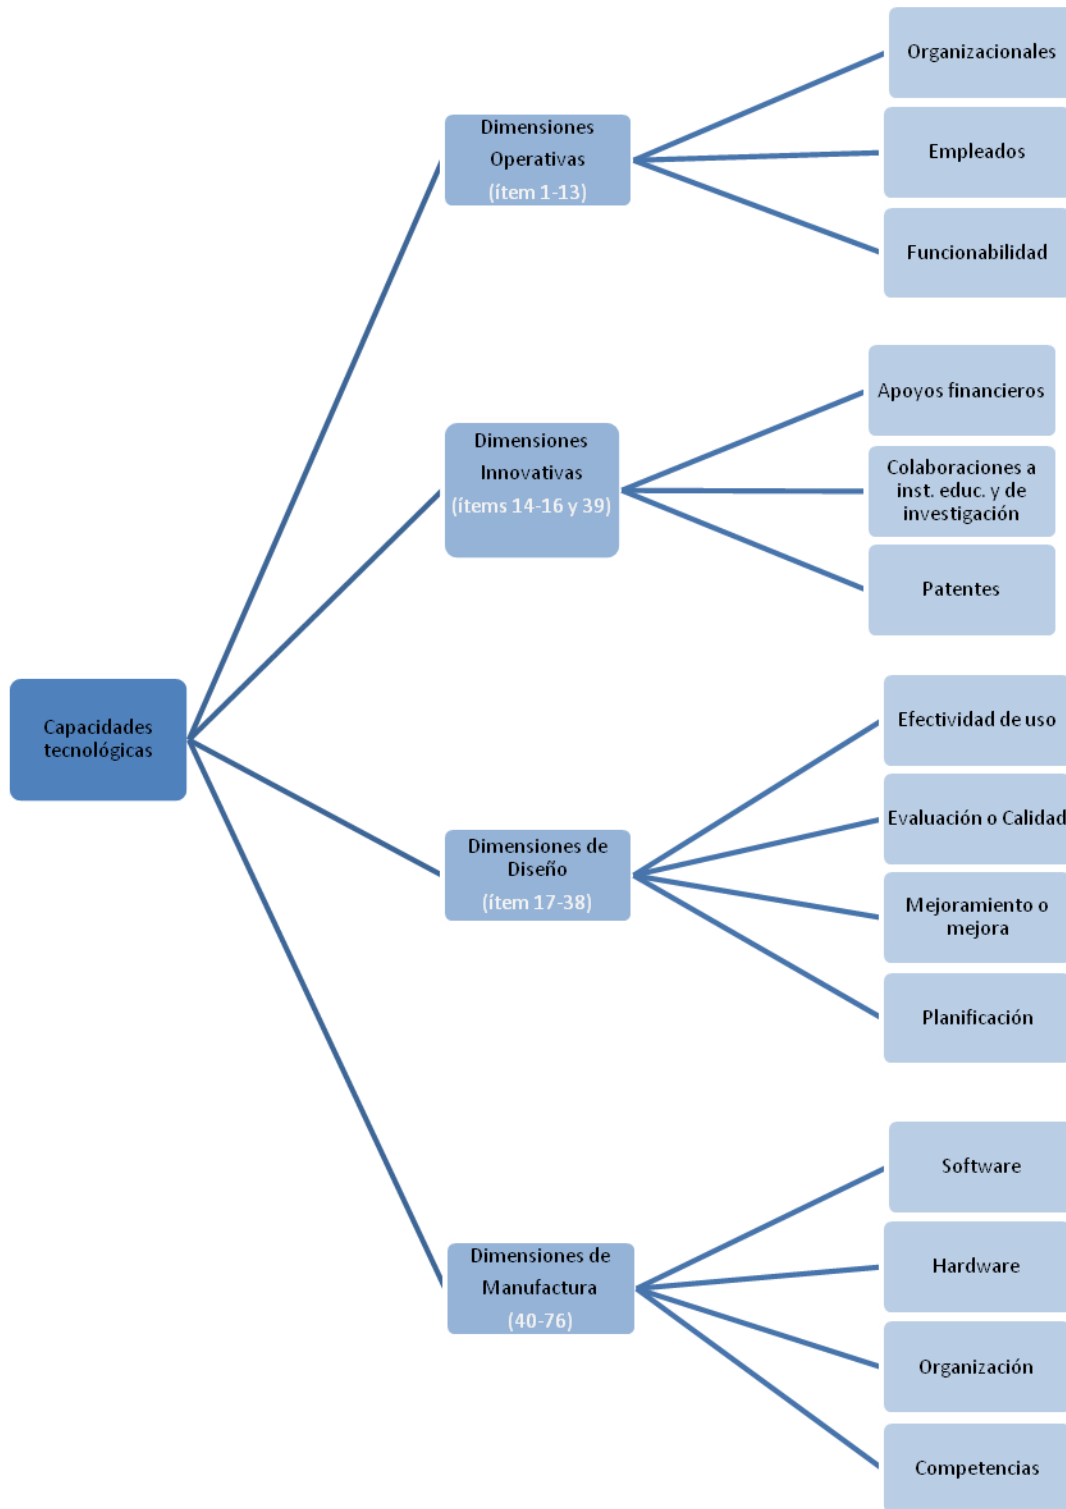 Capacidades
tecnológicas
Dimensiones
Operativas
(ítem 1-13)
Organizacionales
Empleados
Funcionabilidad
Dimensiones
Innovativas
(ítems 14-16 y 39)
Apoyos financieros
Colaboraciones a
inst. educ. y de
investigación
Patentes
Dimensiones de
Diseño
(ítem 17-38)
Efectividad de uso
Evaluación o Calidad
Mejoramiento o
mejora
Planificación
Dimensiones de
Manufactura
(40-76)
Software
Hardware
Organización
Competencias